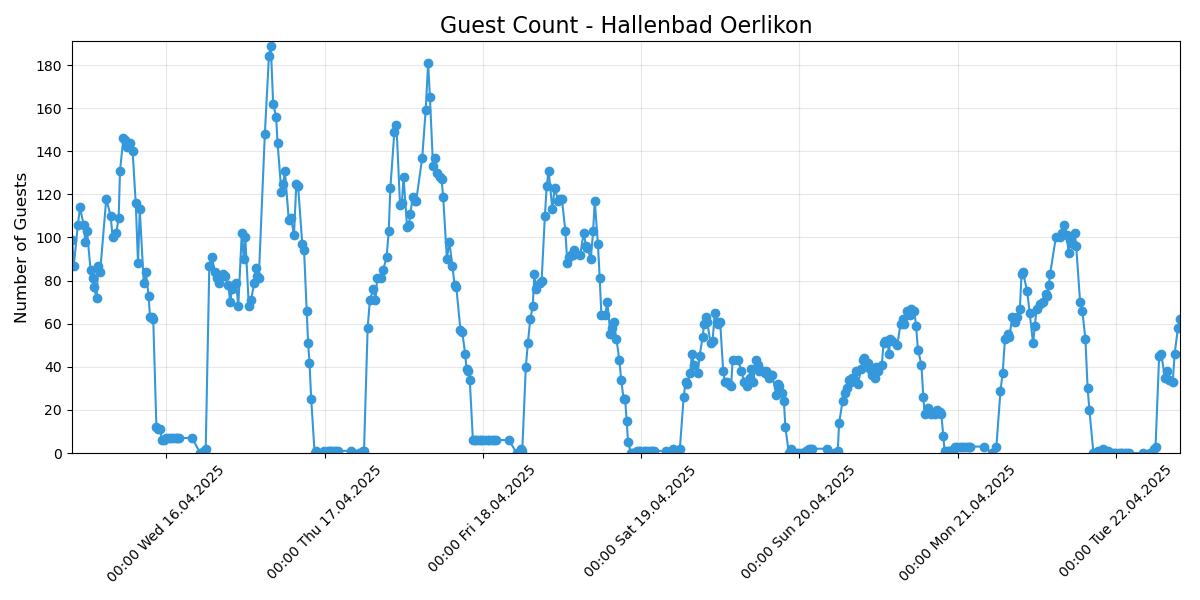 Guest Count - Hallenbad Oerlikon
Number of Guests
180
160
140
120
100
80
60
40
20
0
00:00 Wed 16.04.2025
00:00 Thu 17.04.2025
00:00 Fri 18.04.2025
00:00 Sat 19.04.2025
00:00 Sun 20.04.2025
00:00 Mon 21.04.2025
00:00 Tue 22.04.2025